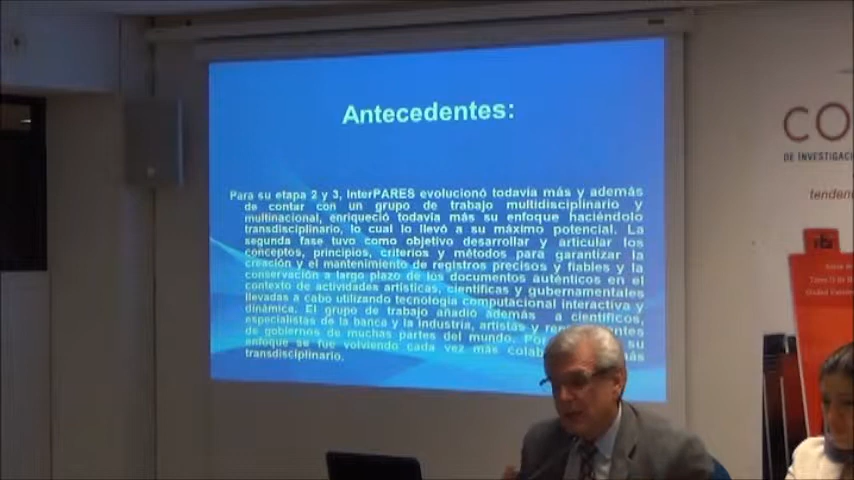 Antecedentes:
Para su etapa 2 y 3, InterPARES evolucionó todavía más y además
de contar con un grupo de trabajo multidisciplinario y
multinacional, enriqueció todavía más su enfoque haciéndolo
transdisciplinario, lo cual lo llevó a su máximo potencial. La
segunda fase tuvo como objetivo desarrollar y articular los
conceptos, principios, criterios y métodos para garantizar la
creación y el mantenimiento de registros precisos y fiables y la
conservación a largo plazo de los documentos auténticos en el
contexto de actividades artísticas, científicas y gubernamentales
llevadas a cabo utilizando tecnología computacional interactiva y
dinámica. El grupo de trabajo añadió además a científicos,
especialistas de la banca y la industria, artistas y
de gobiernos de muchas partes del mundo. su
enfoque se fue volviendo cada vez más más
transdisciplinario.
CO
DE INVESTIGACI
tenden